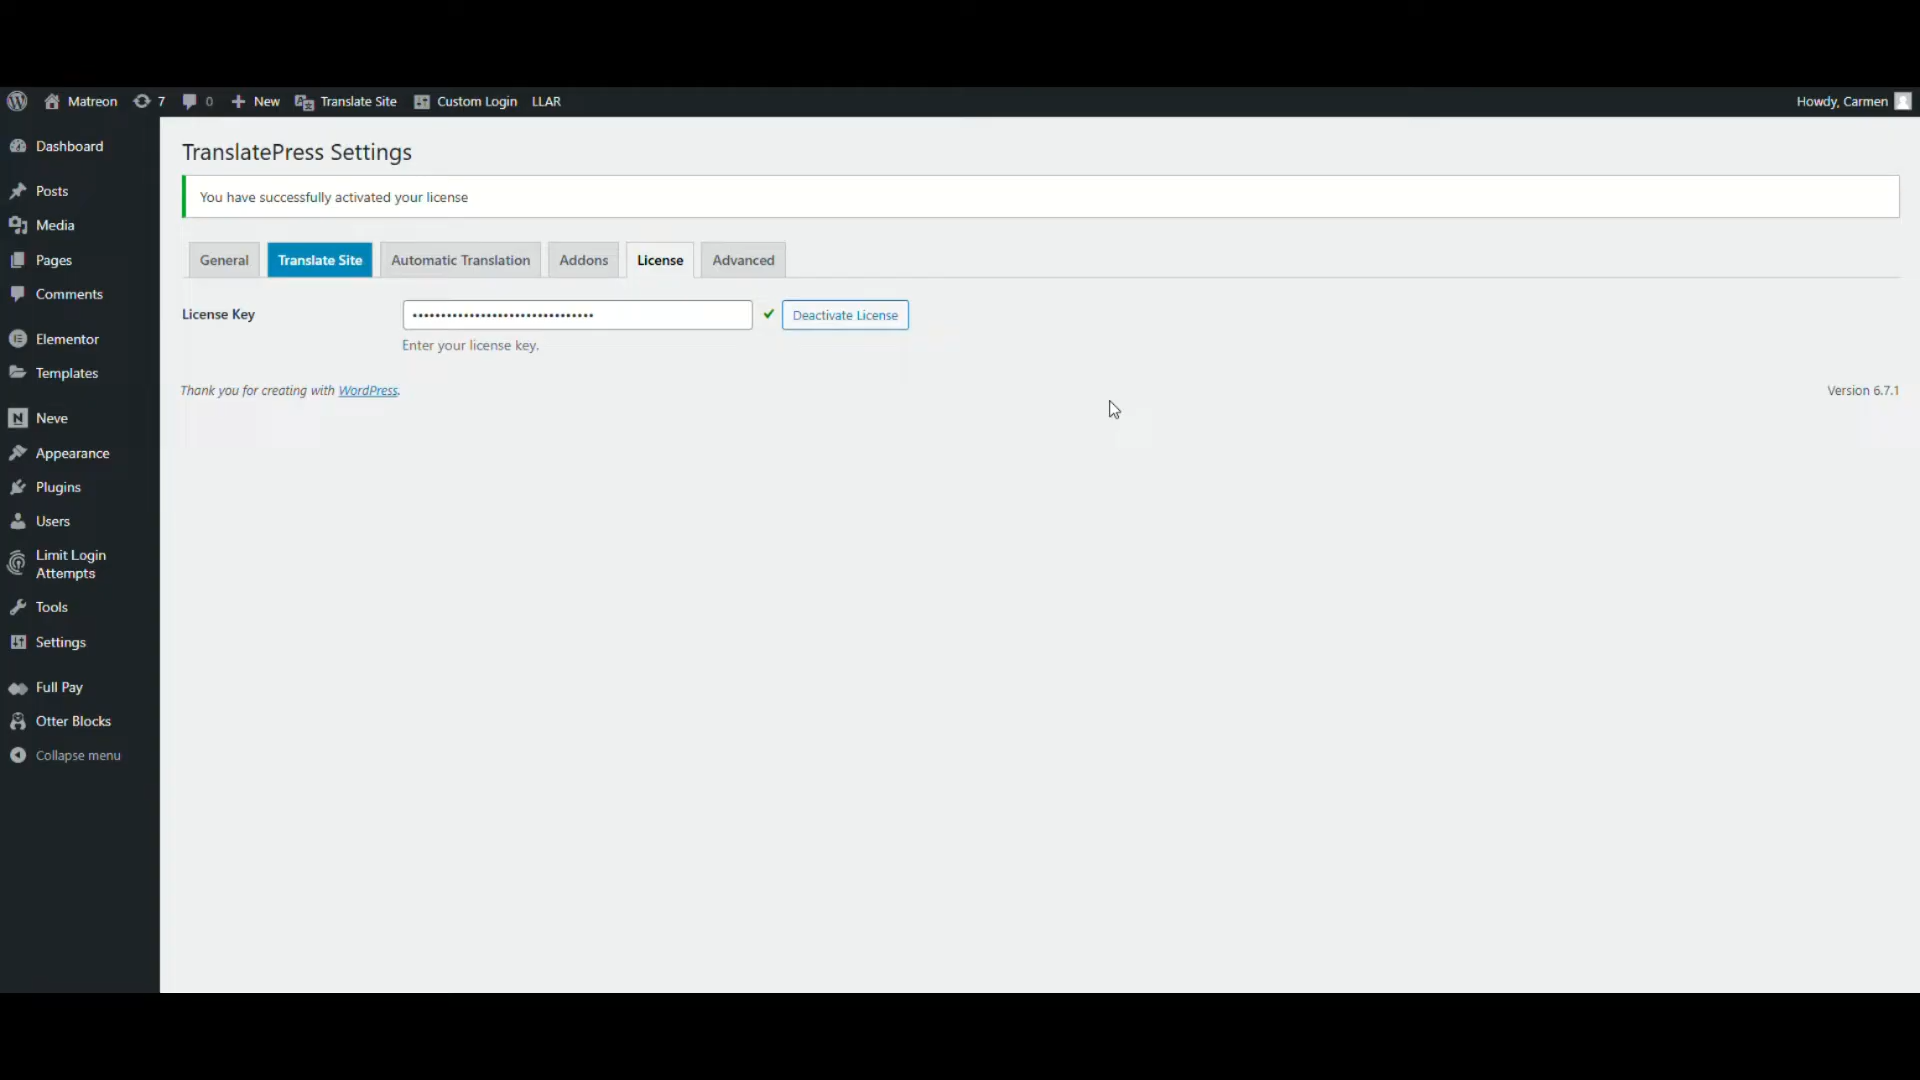 Matreon 7 0 New Translate Site Custom Login LLAR Howdy, Carmen
Dashboard
Posts
Media
Pages
Comments
Elementor
Templates
Neve
Appearance
Plugins
Users
Limit Login
Attempts
Tools
Settings
Full Pay
Otter Blocks
Collapse menu
TranslatePress Settings
You have successfully activated your license
General Translate Site Automatic Translation Addons License Advanced
License Key •••••••••••••••••••••••••••••••• Deactivate License
Enter your license key.
Thank you for creating with WordPress. Version 6.7.1